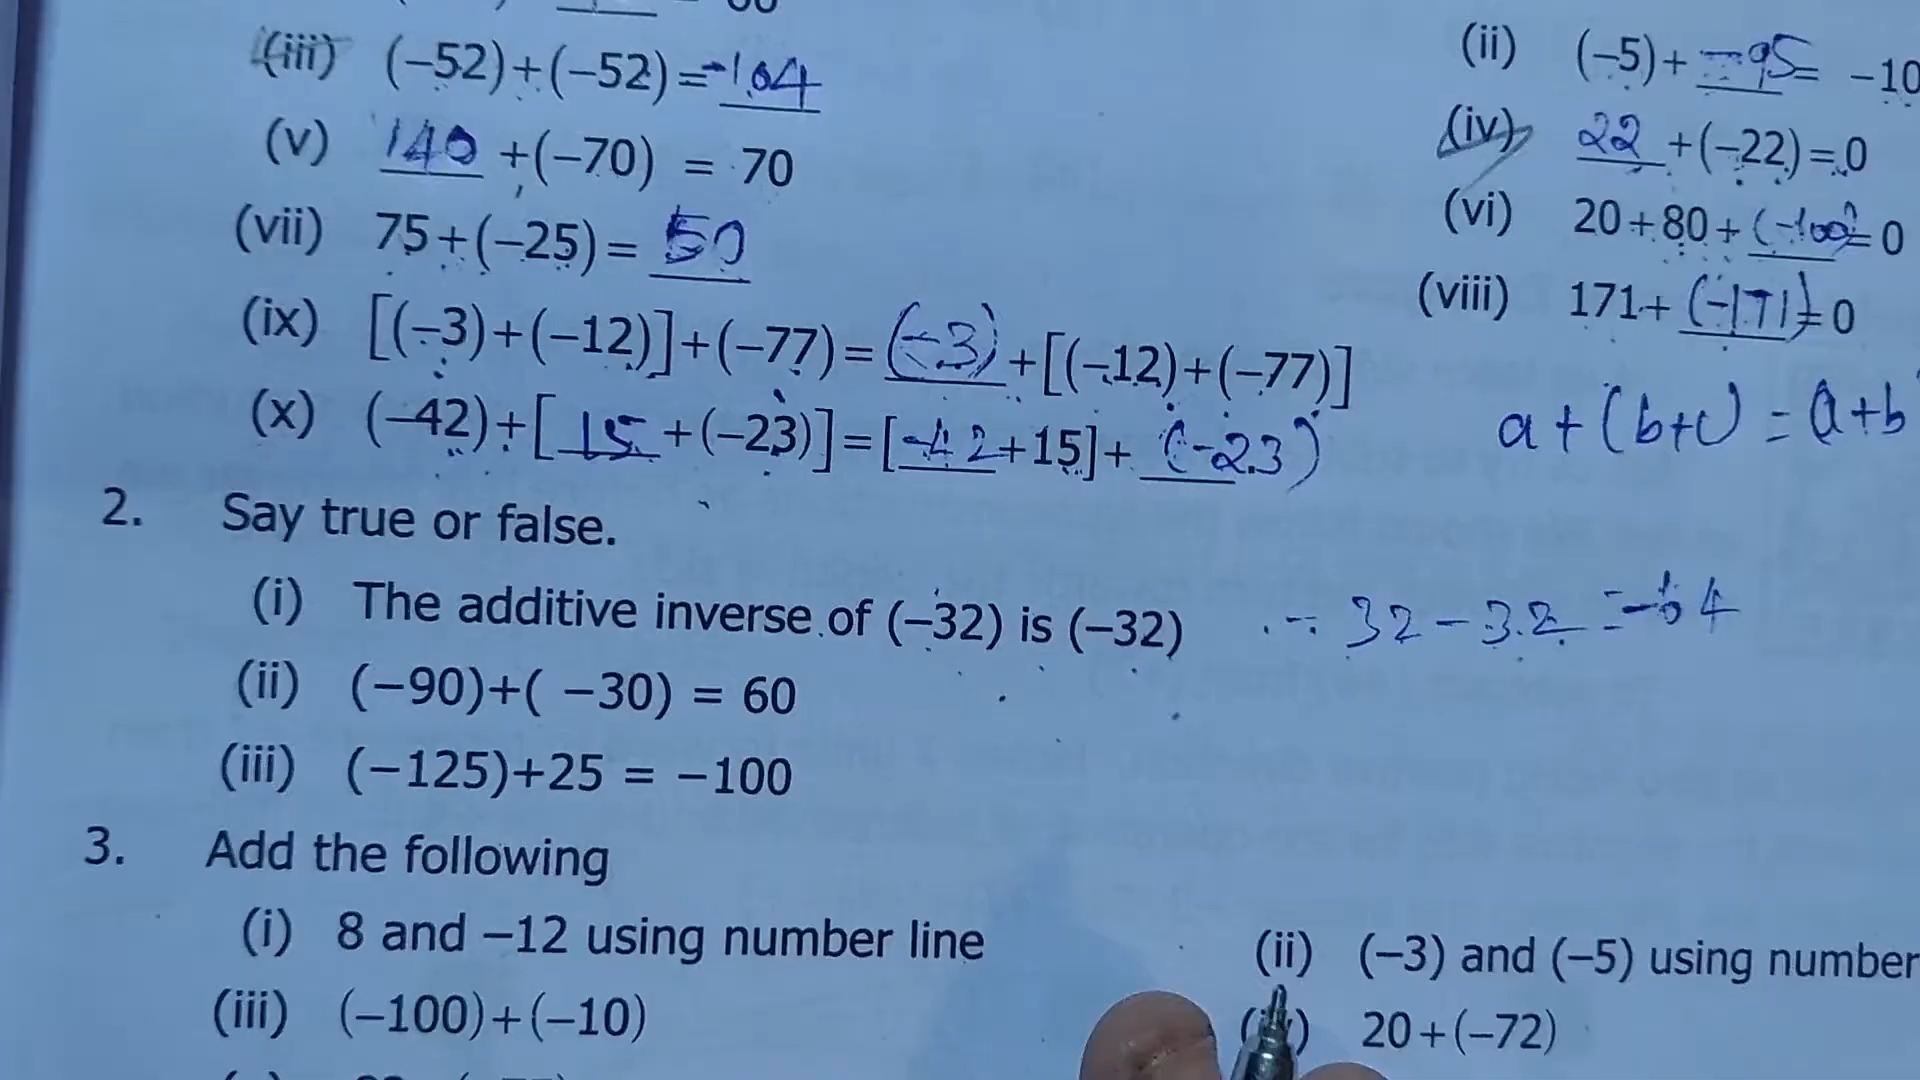 (iii) (−52)+(−52)=-104
(ii) (−5)+ -95= −10
(v) 140 +(−70) = 70
(iv) 22 +(−22)=0
(vii) 75+(−25)= 50
(vi) 20+80+(-100)=0
(ix) [(−3)+(−12)]+(−77)=(-3)+[(−12)+(−77)]
(viii) 171+(-171)=0
(x) (−42)+[ 15 +(−23)]=[-42+15]+ (-23)
a+(b+c) = a+b
2. Say true or false.
(i) The additive inverse of (−32) is (−32)
-32-32=-64
(ii) (−90)+( −30) = 60
(iii) (−125)+25 = −100
3. Add the following
(i) 8 and −12 using number line
(ii) (−3) and (−5) using number
(iii) (−100)+(−10)
20+(−72)